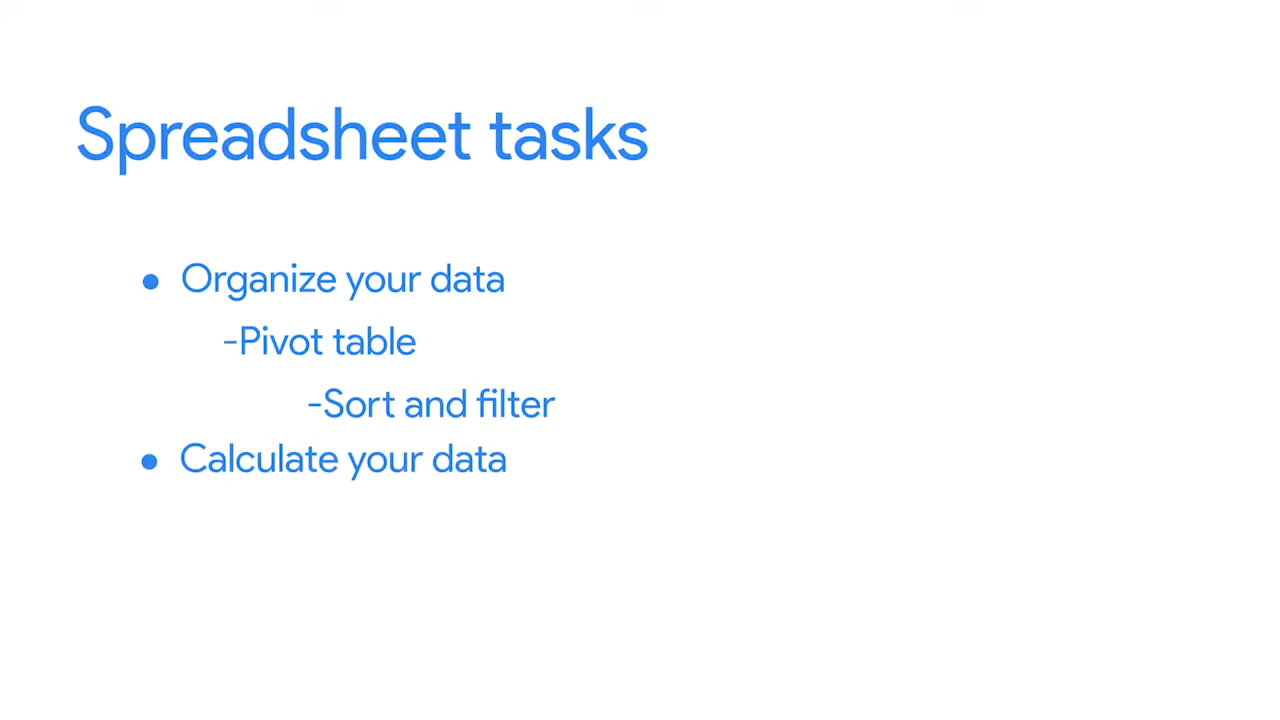 Spreadsheet tasks
● Organize your data
-Pivot table
-Sort and filter
● Calculate your data